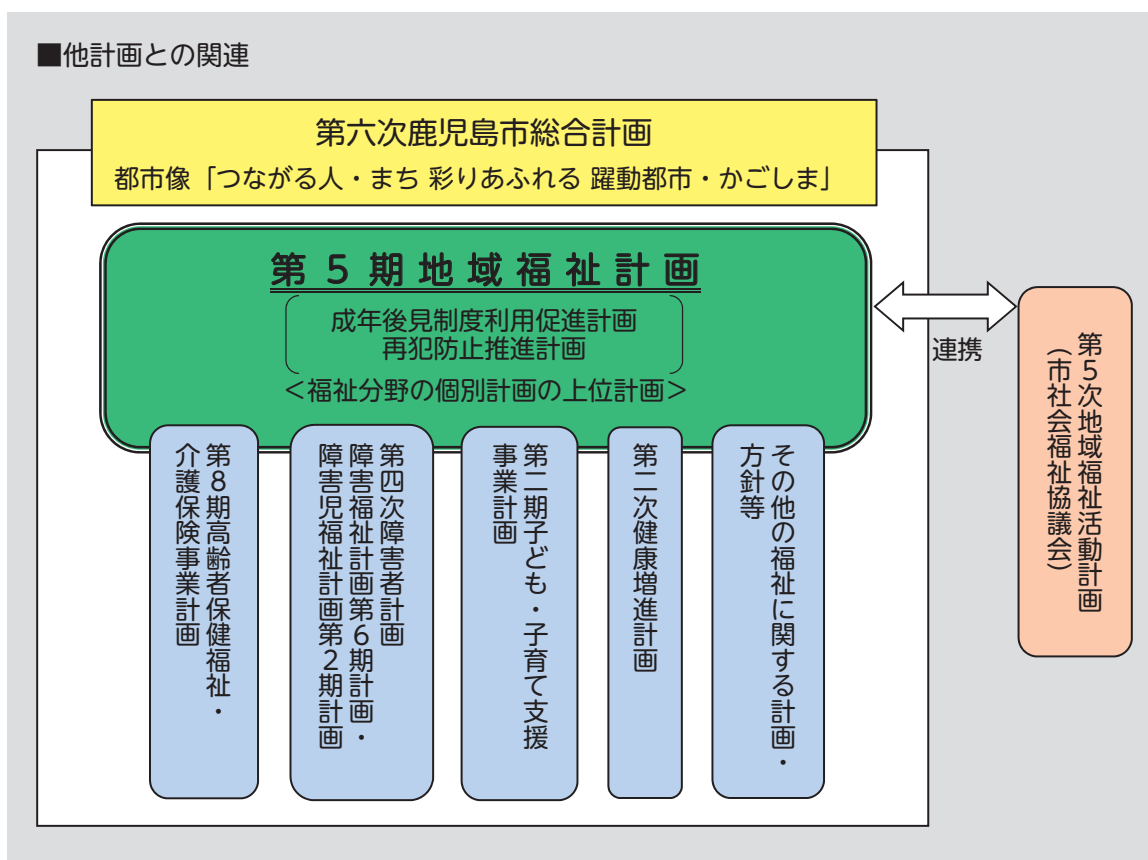 ■他計画との関連
第六次鹿児島市総合計画
都市像「つながる人・まち 彩りあふれる 躍動都市・かごしま」
第5期地域福祉計画
成年後見制度利用促進計画
再犯防止推進計画
＜福祉分野の個別計画の上位計画＞
連携
第5次地域福祉活動計画
（市社会福祉協議会）
第8期高齢者保健福祉・
介護保険事業計画
第四次障害者計画
障害福祉計画第6期計画・
障害児福祉計画第2期計画
第二期子ども・子育て支援
事業計画
第二次健康増進計画
その他の福祉に関する計画・
方針等